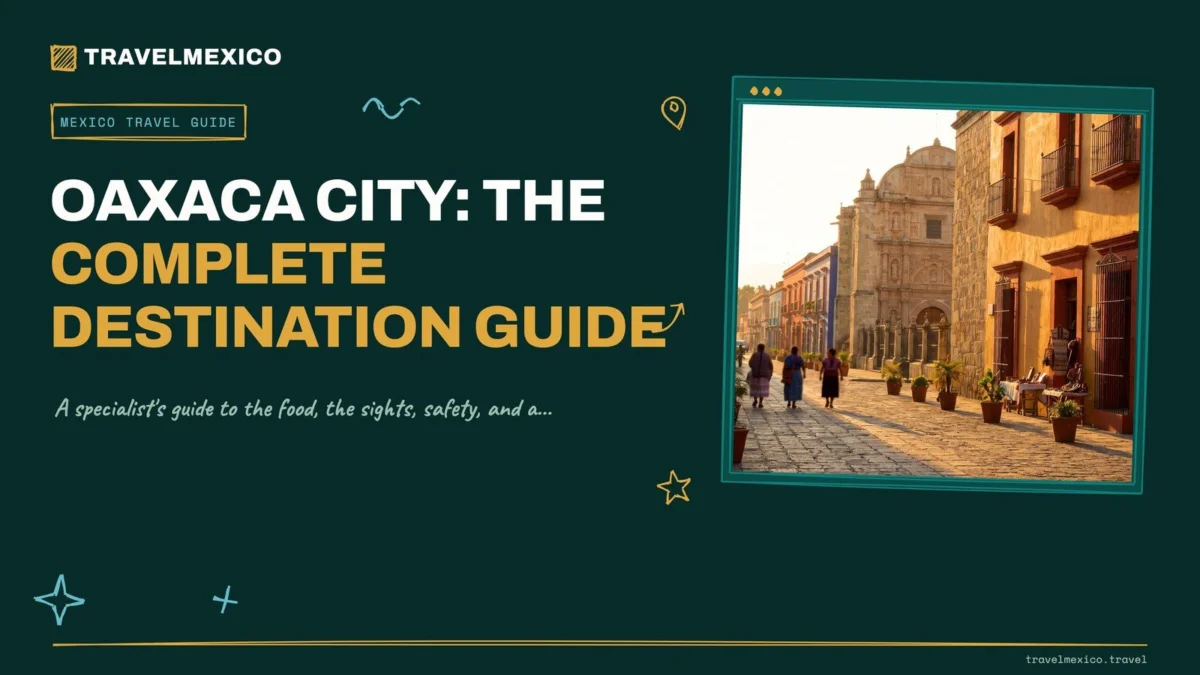 TRAVELMEXICO
MEXICO TRAVEL GUIDE
OAXACA CITY: THE
COMPLETE
DESTINATION GUIDE
A specialist's guide to the food, the sights, safety, and a...
travelmexico.travel